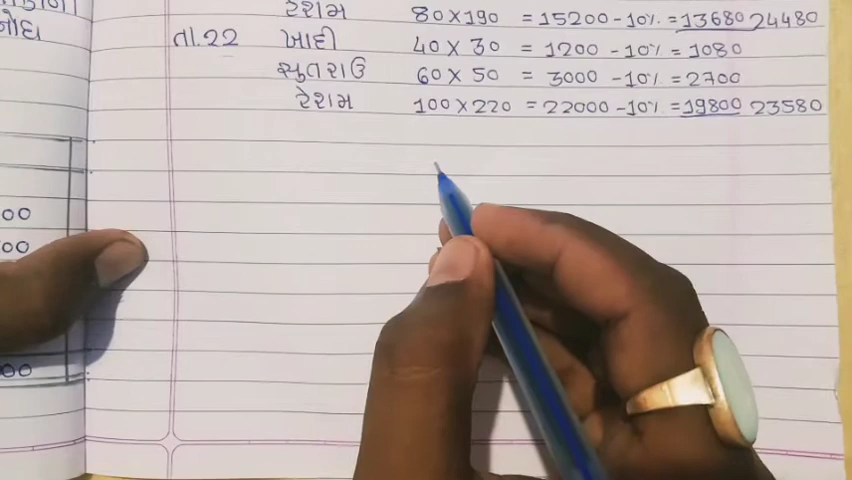 રેશમ 80 × 190 = 15200 - 10% = 13680 24480
તા. 22 ખાદી 40 × 30 = 1200 - 10% = 1080
સુતરાઉ 60 × 50 = 3000 - 10% = 2700
રેશમ 100 × 220 = 22000 - 10% = 19800 23580
00
00
00